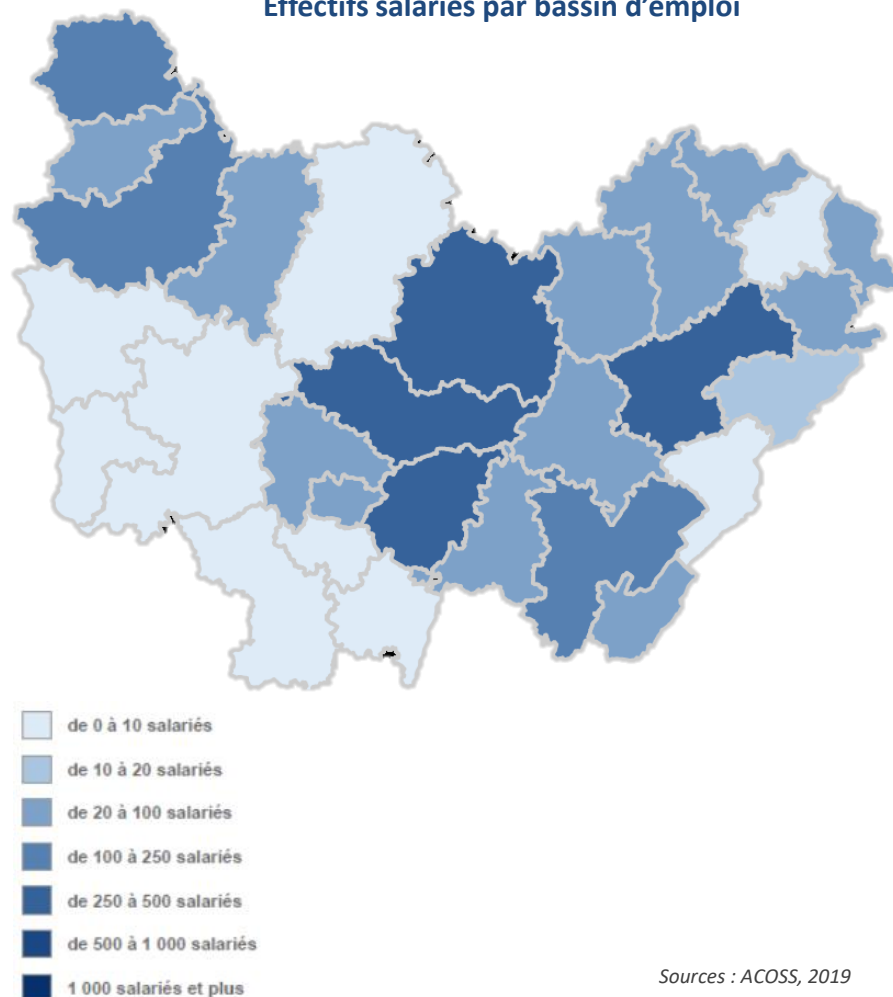 Effectifs salariés par bassin d'emploi
de 0 à 10 salariés
de 10 à 20 salariés
de 20 à 100 salariés
de 100 à 250 salariés
de 250 à 500 salariés
de 500 à 1 000 salariés
1 000 salariés et plus
Sources : ACOSS, 2019